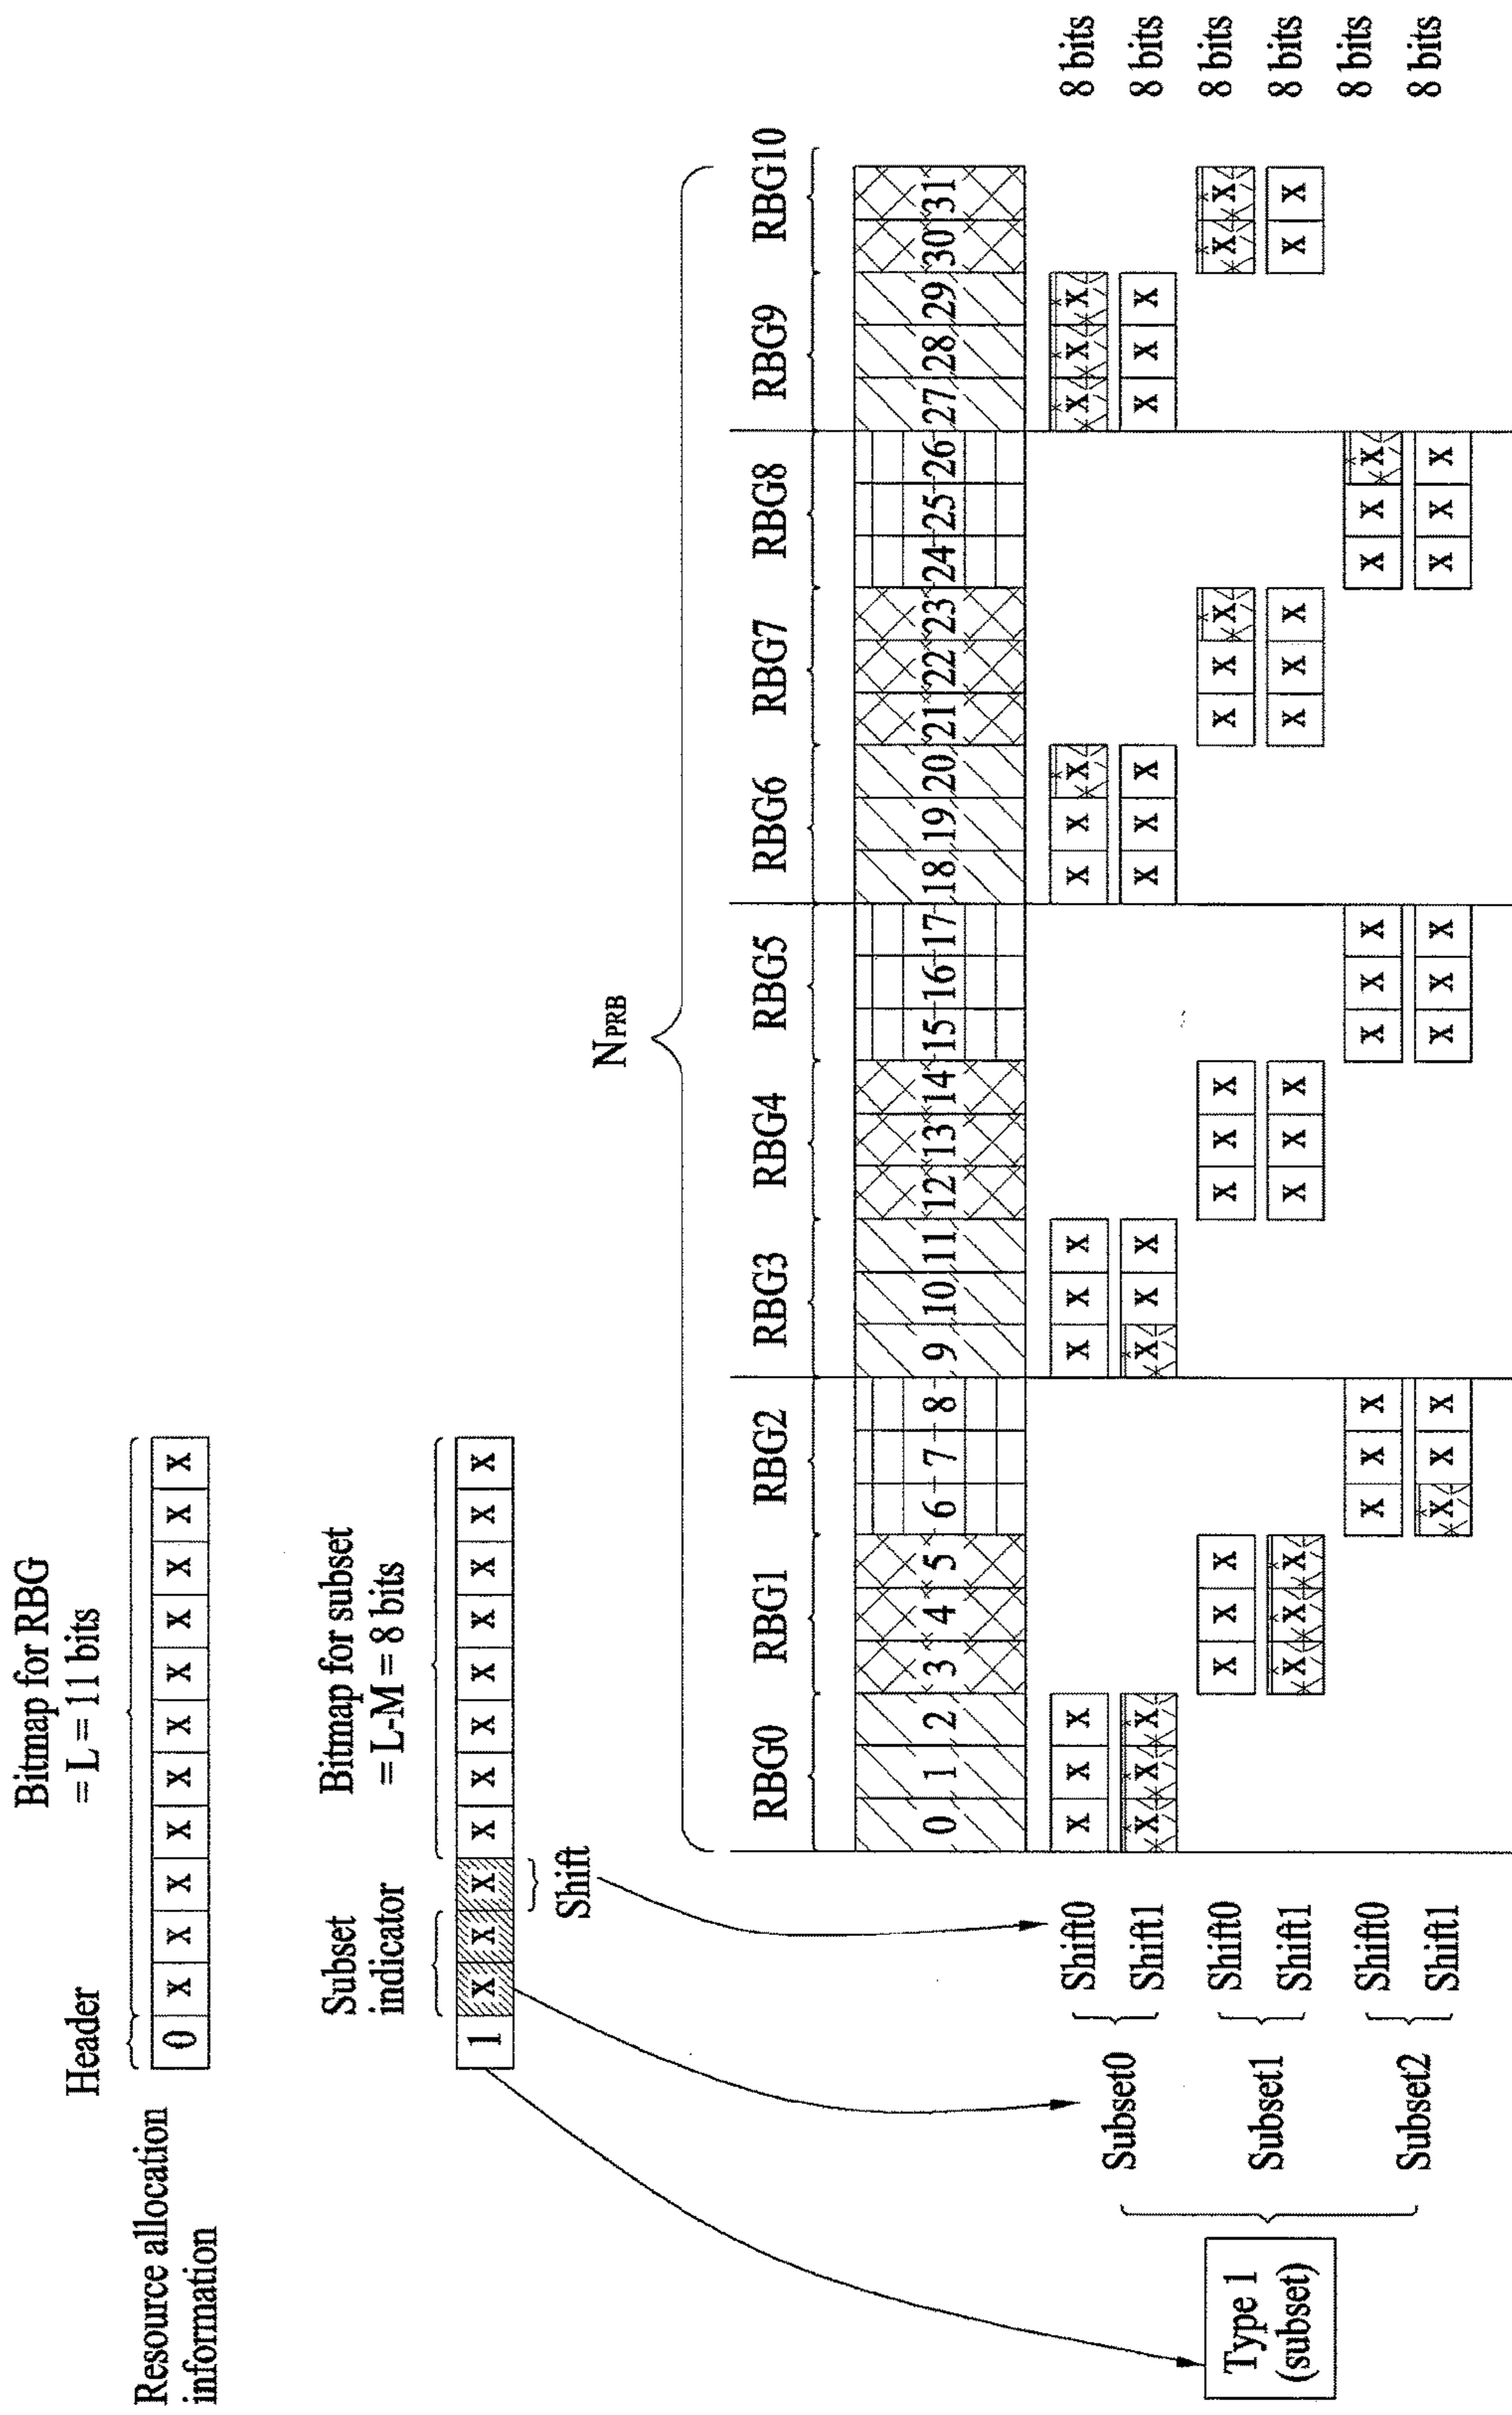 Header
Bitmap for RBG
= L = 11 bits
Resource allocation
information
0 X X X X X X X X X X X
Subset
indicator
Bitmap for subset
= L-M = 8 bits
1 X X X X X X X X X X X
Shift
NPRB
RBG0 RBG1 RBG2 RBG3 RBG4 RBG5 RBG6 RBG7 RBG8 RBG9 RBG10
0 1 2 3 4 5 6 7 8 9 10 11 12 13 14 15 16 17 18 19 20 21 22 23 24 25 26 27 28 29 30 31
Type 1
(subset)
Subset0
Shift0 X X X X X X X X X X X X 8 bits
Shift1 X X X X X X X X X X X X 8 bits
Subset1
Shift0 X X X X X X X X X X X 8 bits
Shift1 X X X X X X X X X X X 8 bits
Subset2
Shift0 X X X X X X X X X 8 bits
Shift1 X X X X X X X X X 8 bits